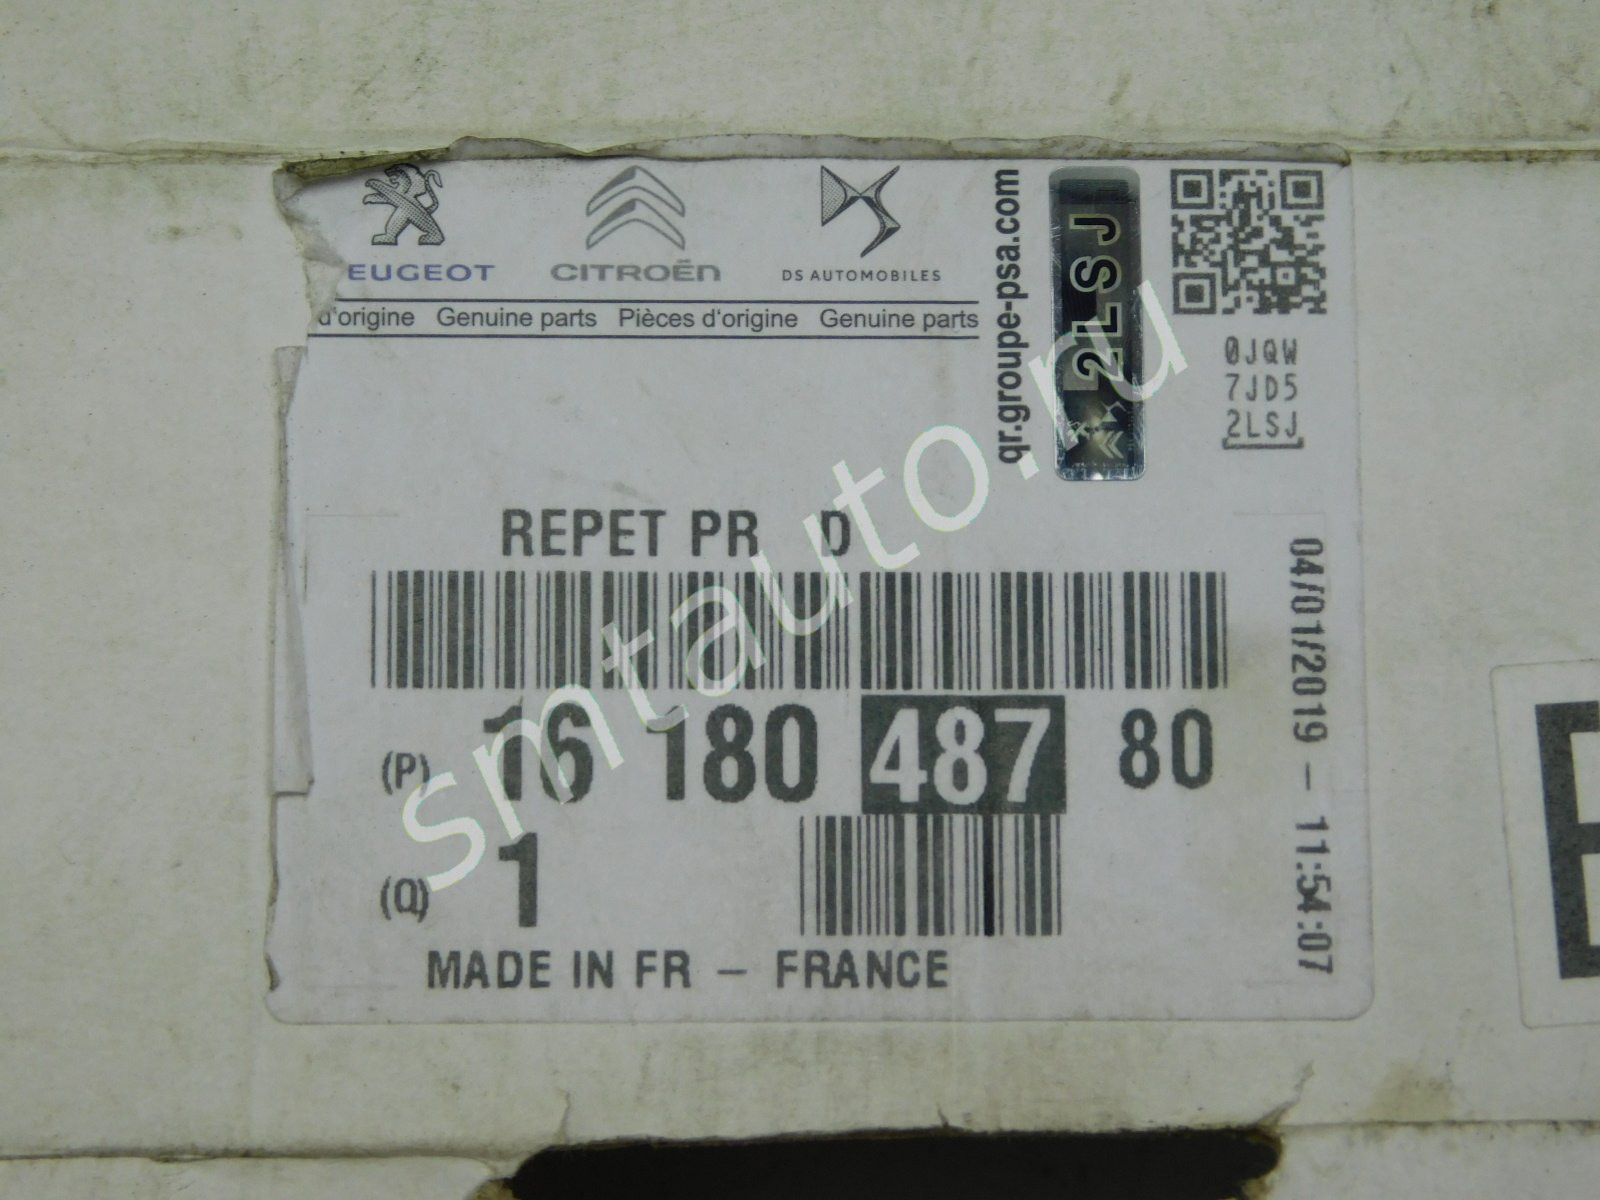 EUGEOT CITROËN DS AUTOMOBILES
d'origine Genuine parts Pièces d'origine Genuine parts
qr.groupe-psa.com
2LSJ
0JQW
7JD5
2LSJ
REPET PR D
(P) 16 180 487 80
(Q) 1
MADE IN FR - FRANCE
04/01/2019 - 11:54:07
smtauto.ru